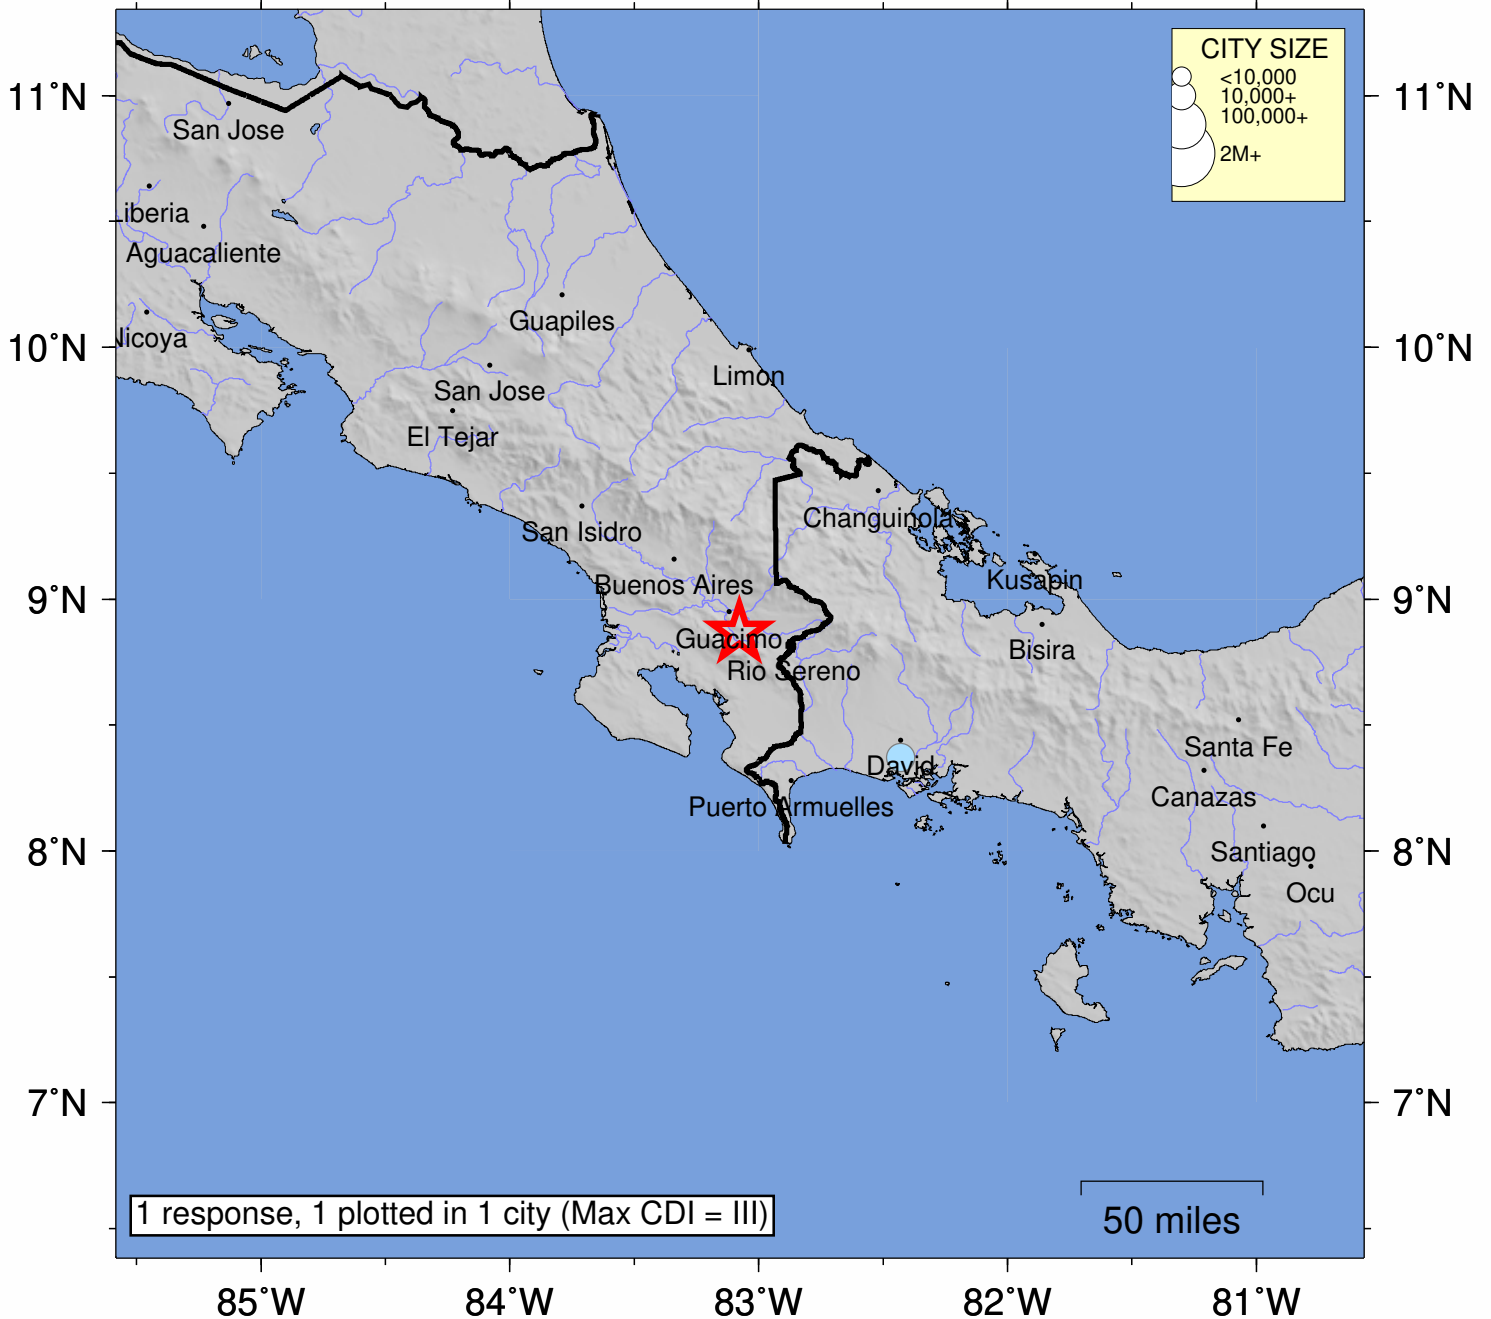 CITY SIZE
<10,000
10,000+
100,000+
2M+
11°N
11°N
San Jose
iberia
Aguacaliente
Guapiles
Nicoya
10°N
10°N
Limon
San Jose
El Tejar
Changuinola
San Isidro
Kusapin
Buenos Aires
9°N
9°N
Guacimo
Bisira
Rio Sereno
Santa Fe
David
Canazas
Puerto Armuelles
8°N
8°N
Santiago
Ocu
7°N
7°N
1 response, 1 plotted in 1 city (Max CDI = III)
50 miles
85°W
84°W
83°W
82°W
81°W